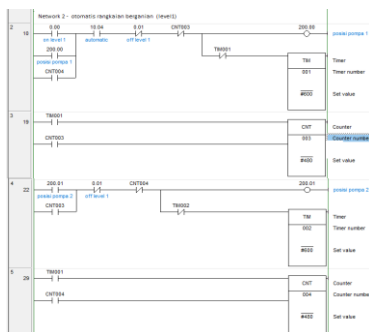 Network 2 - otomatis rangkaian berganian (level3)
2 18 0.00 10.04 0.01 CNT003 200.00 posisi pompa 1
on level 1 automatic off level 1
200.00 TIM001
posisi pompa 1 TIM Timer
CNT004 001 Timer number
#600 Set value
3 18 TIM001
CNT Counter
CNT003 003 Counter numbe
#400 Set value
4 22 200.01 0.01 CNT004 200.01 posisi pompa 2
posisi pompa 2 off level 1
CNT003 TIM002
TIM Timer
002 Timer number
#600 Set value
5 29 TIM001
CNT Counter
CNT004 004 Counter numbe
#400 Set value